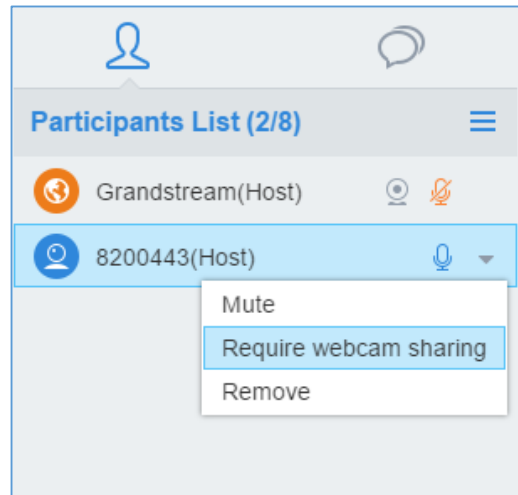 Participants List (2/8)
Grandstream(Host)
8200443(Host)
Mute
Require webcam sharing
Remove